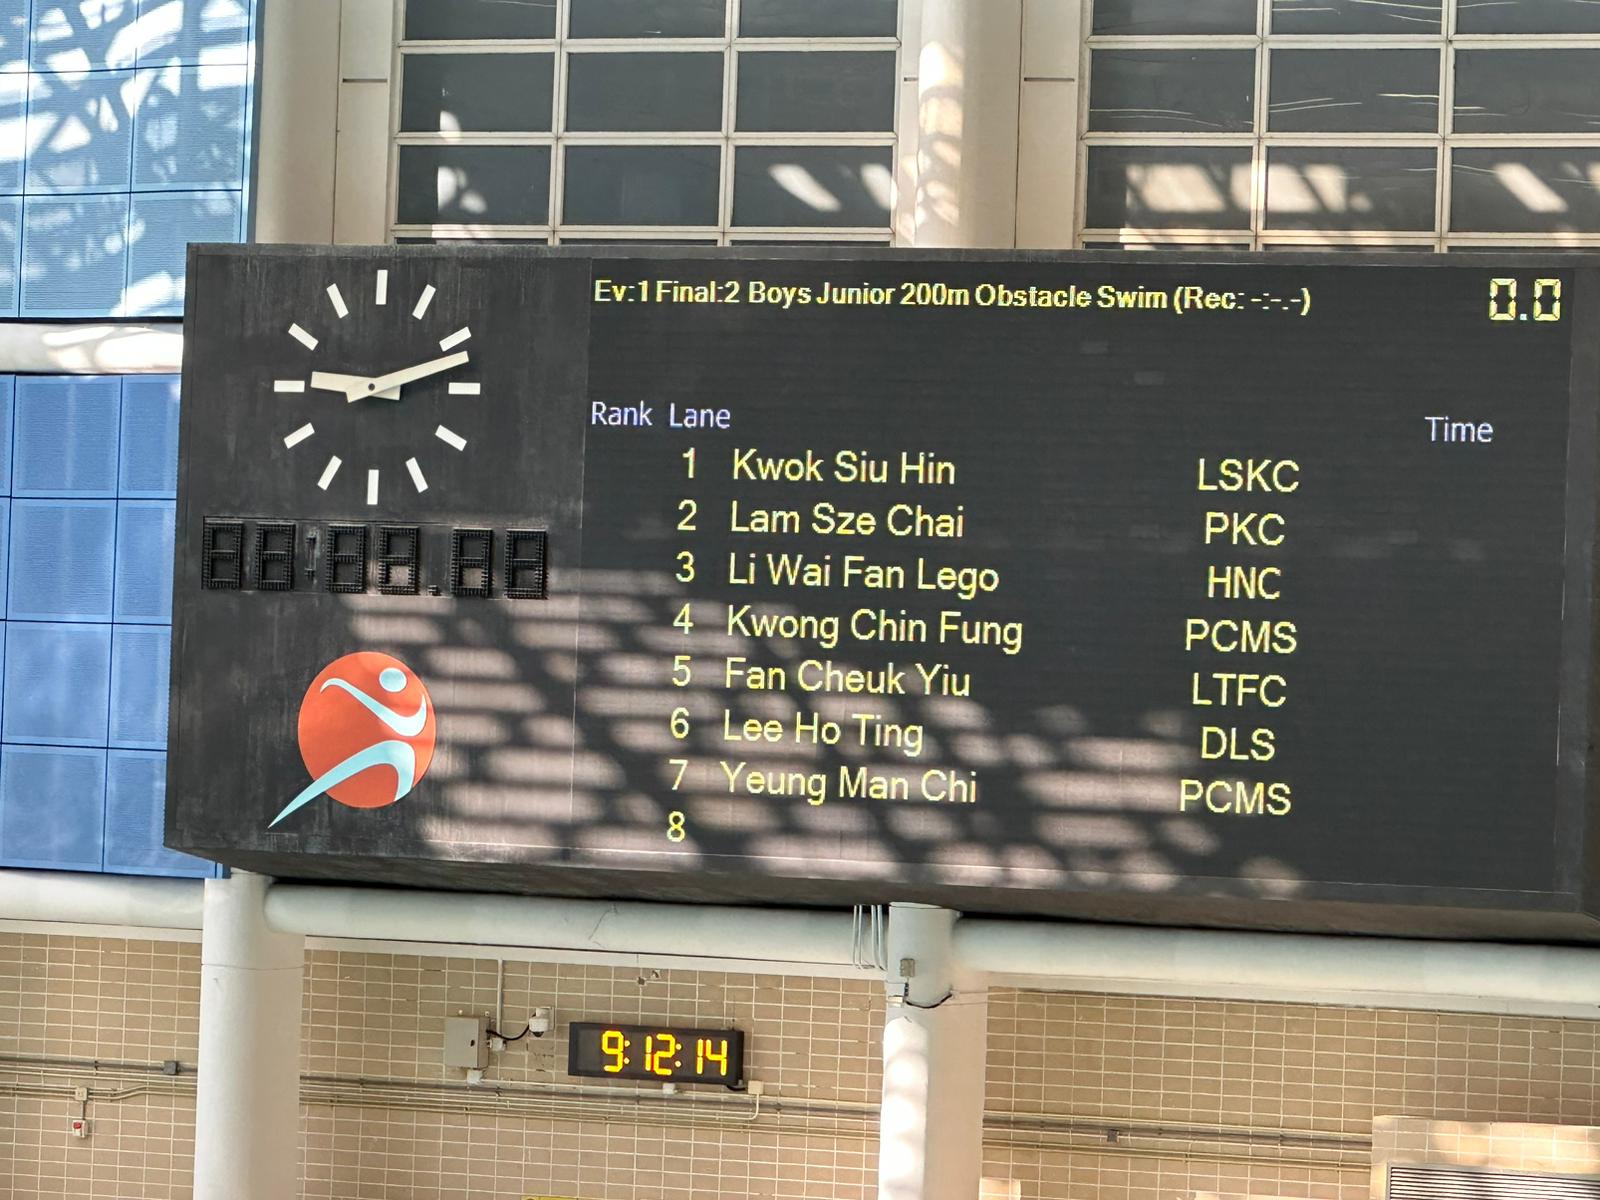 Ev:1 Final:2 Boys Junior 200m Obstacle Swim (Rec: -:-.-) 0.0
Rank Lane Time
1 Kwok Siu Hin LSKC
2 Lam Sze Chai PKC
3 Li Wai Fan Lego HNC
4 Kwong Chin Fung PCMS
5 Fan Cheuk Yiu LTFC
6 Lee Ho Ting DLS
7 Yeung Man Chi PCMS
8
9:12:14